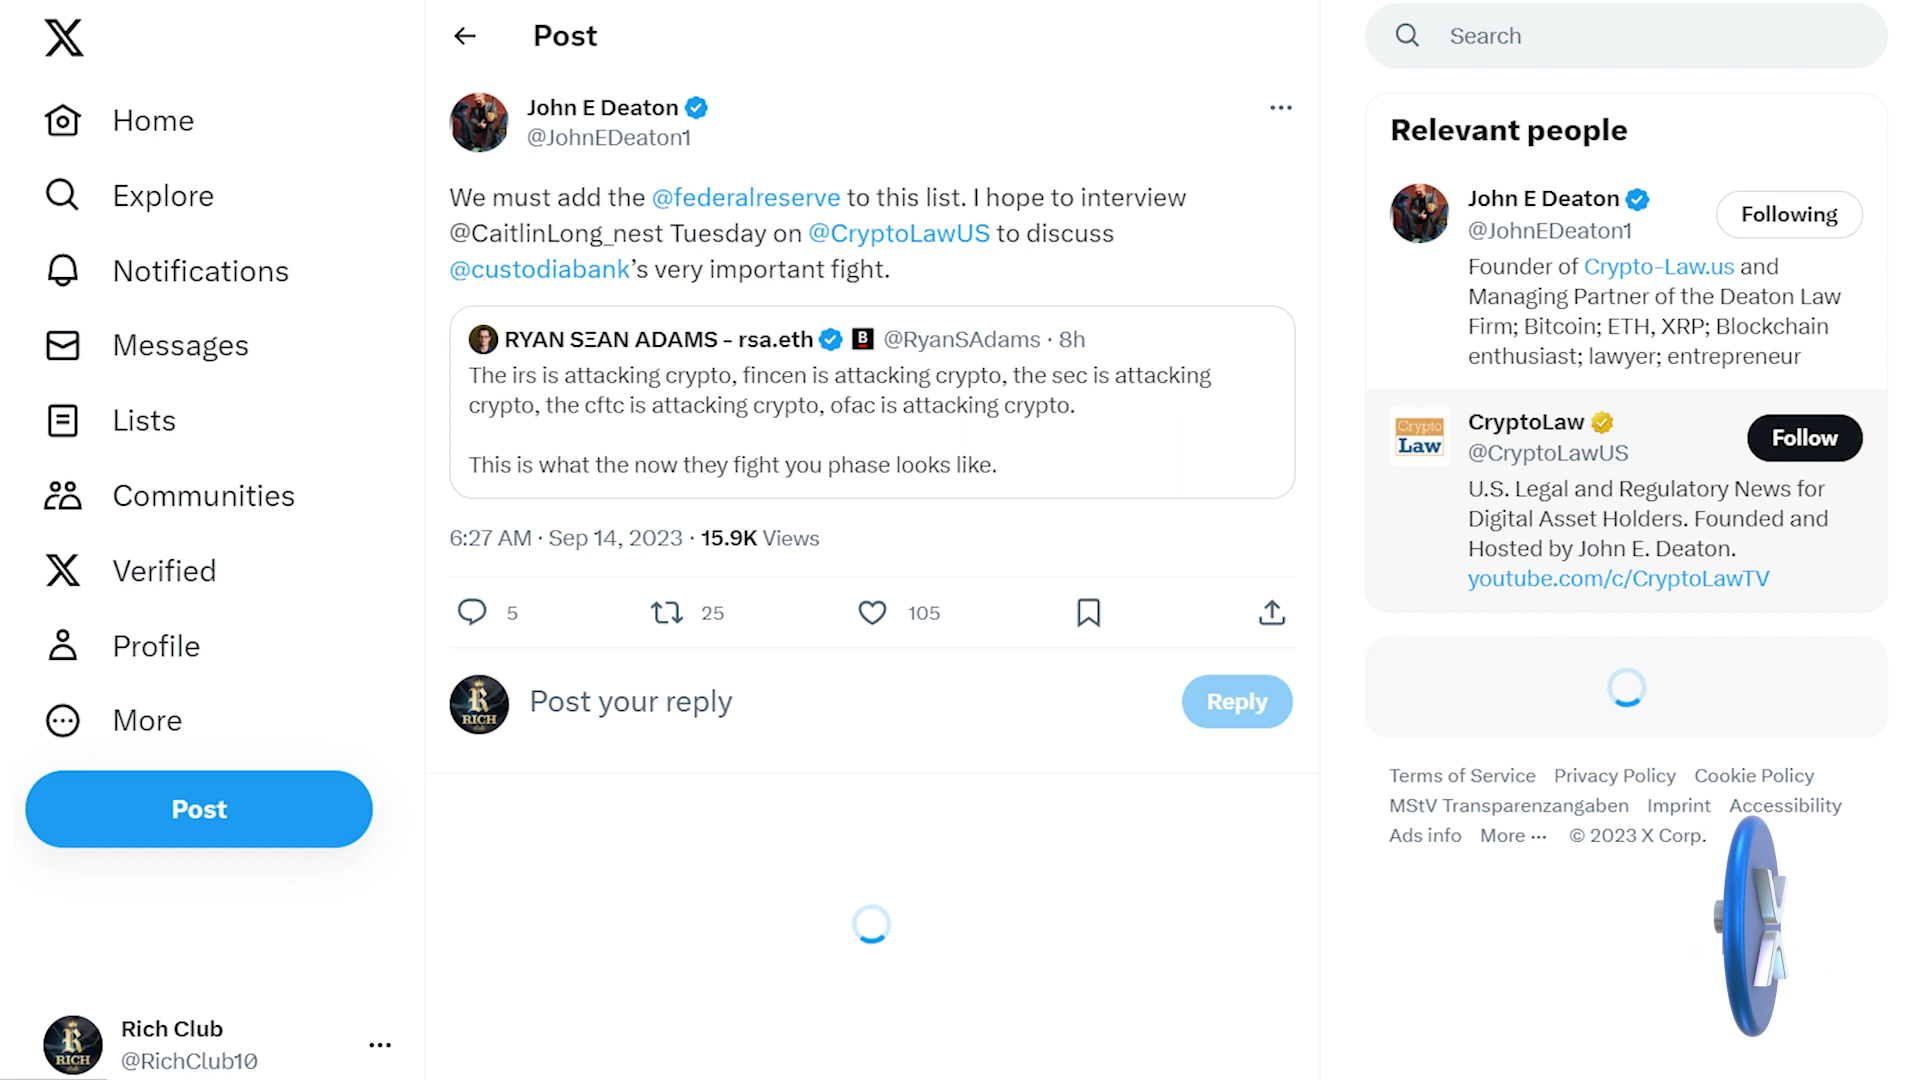 Home
Explore
Notifications
Messages
Lists
Communities
Verified
Profile
More
Post
Rich Club
@RichClub10
Post
John E Deaton
@JohnEDeaton1
We must add the @federalreserve to this list. I hope to interview
@CaitlinLong_nest Tuesday on @CryptoLawUS to discuss
@custodiabank’s very important fight.
RYAN SΞAN ADAMS - rsa.eth B @RyanSAdams · 8h
The irs is attacking crypto, fincen is attacking crypto, the sec is attacking
crypto, the cftc is attacking crypto, ofac is attacking crypto.
This is what the now they fight you phase looks like.
6:27 AM · Sep 14, 2023 · 15.9K Views
5 25 105
R RICH
Post your reply
Reply
Search
Relevant people
John E Deaton
@JohnEDeaton1
Following
Founder of Crypto-Law.us and
Managing Partner of the Deaton Law
Firm; Bitcoin; ETH, XRP; Blockchain
enthusiast; lawyer; entrepreneur
Crypto
Law
CryptoLaw
@CryptoLawUS
Follow
U.S. Legal and Regulatory News for
Digital Asset Holders. Founded and
Hosted by John E. Deaton.
youtube.com/c/CryptoLawTV
Terms of Service Privacy Policy Cookie Policy
MStV Transparenzangaben Imprint Accessibility
Ads info More ··· © 2023 X Corp.
R RICH